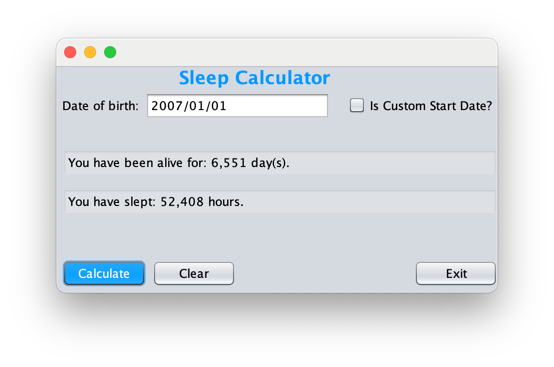 Sleep Calculator
Date of birth: 2007/01/01 Is Custom Start Date?
You have been alive for: 6,551 day(s).
You have slept: 52,408 hours.
Calculate Clear Exit